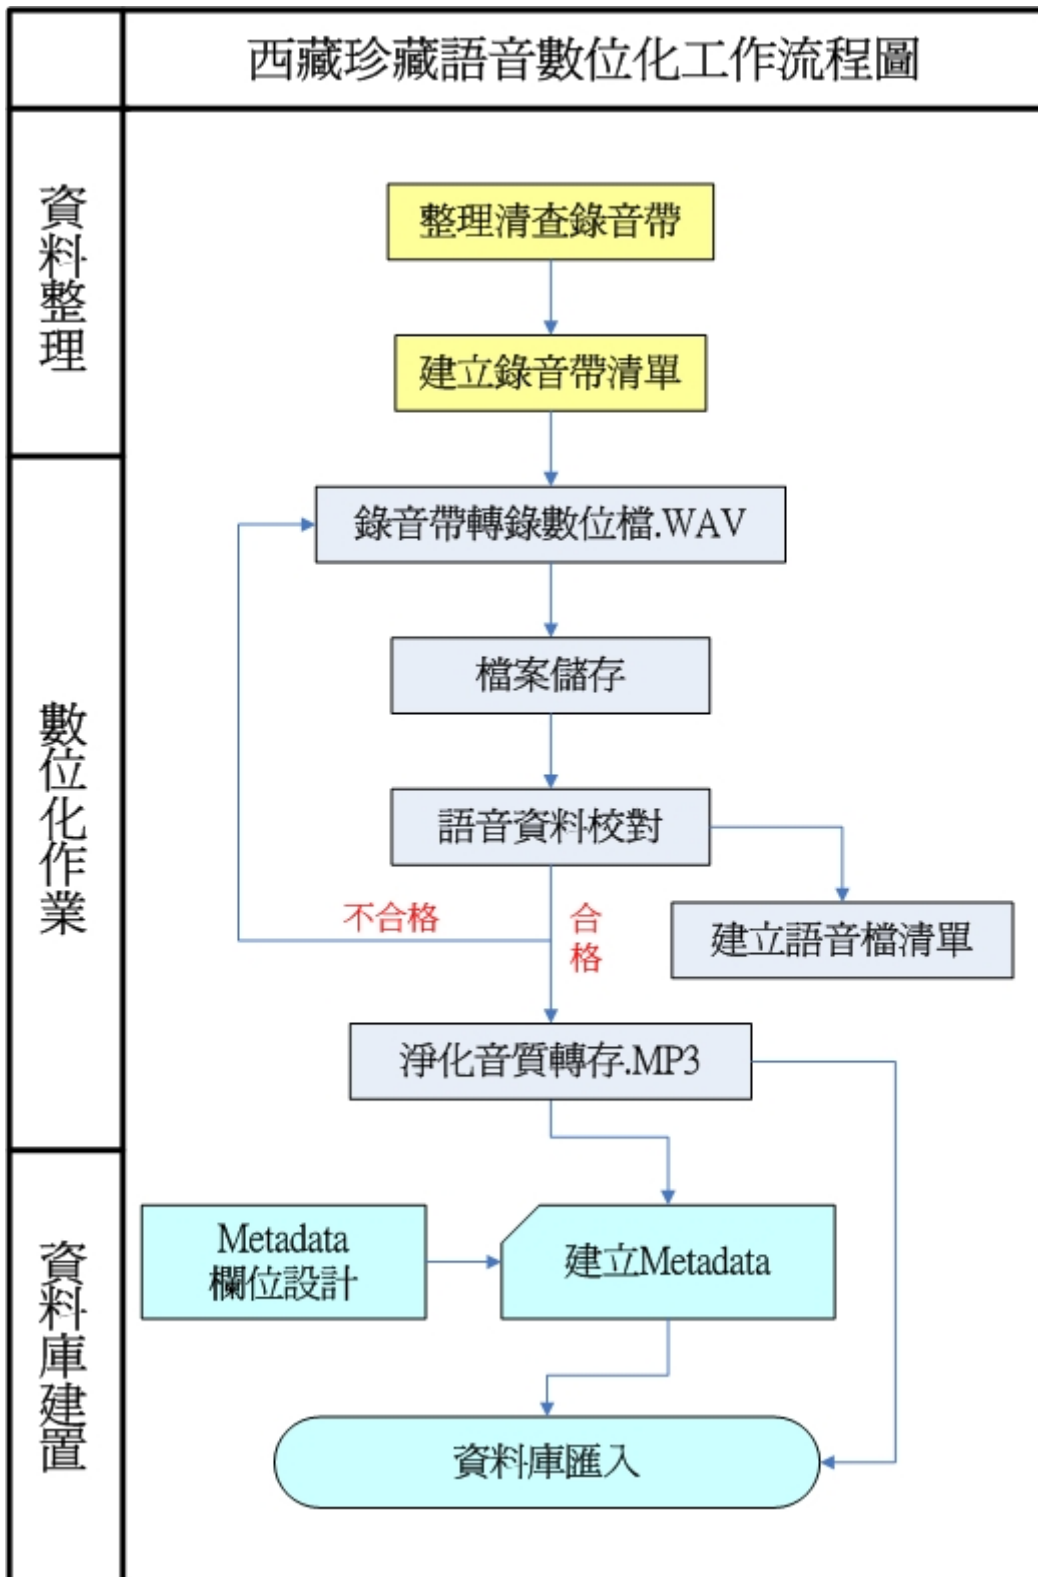 西藏珍藏語音數位化工作流程圖
資料整理
整理清查錄音帶
建立錄音帶清單
數位化作業
錄音帶轉錄數位檔.WAV
檔案儲存
語音資料校對
不合格
合格
建立語音檔清單
淨化音質轉存.MP3
資料庫建置
Metadata
欄位設計
建立Metadata
資料庫匯入